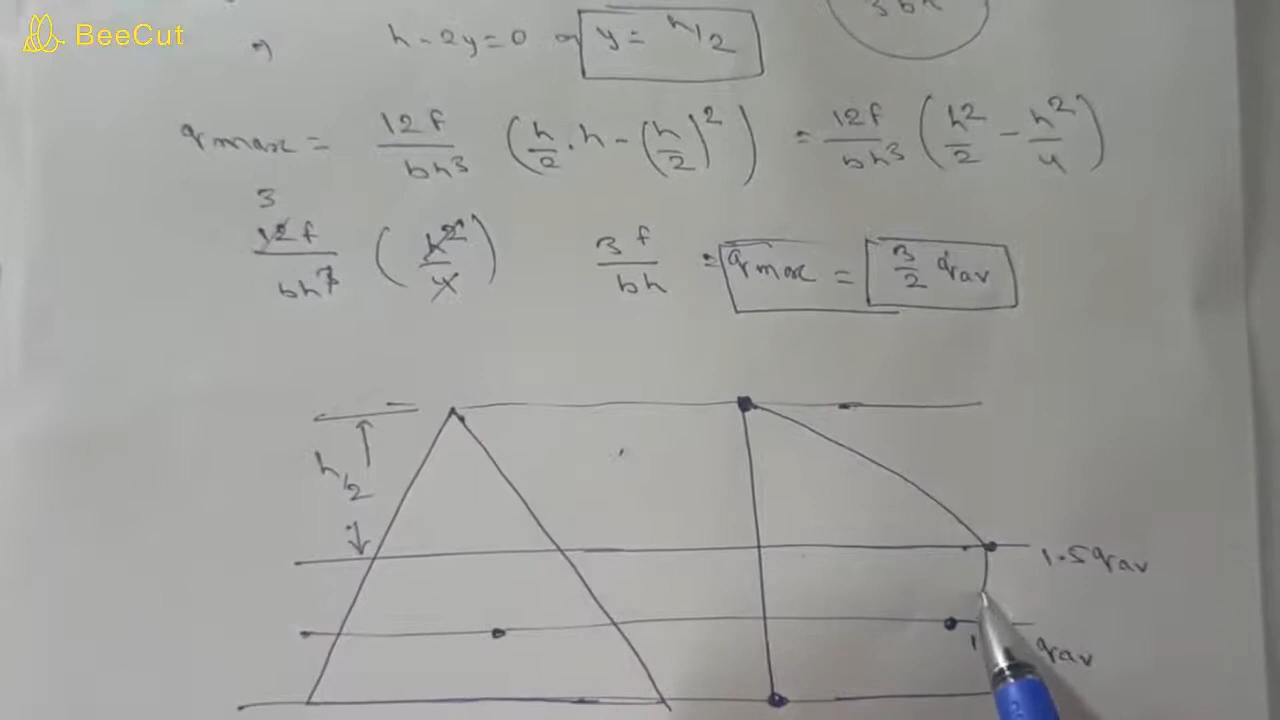 BeeCut
⇒ h - 2y = 0 or y = h/2
qmax = 12F/bh³ (h/2 . h - (h/2)²) = 12F/bh³ (h²/2 - h²/4)
3
12F/bh³ (h²/4) 3F/bh = qmax = 3/2 qav
h/2
1.5qav
qav